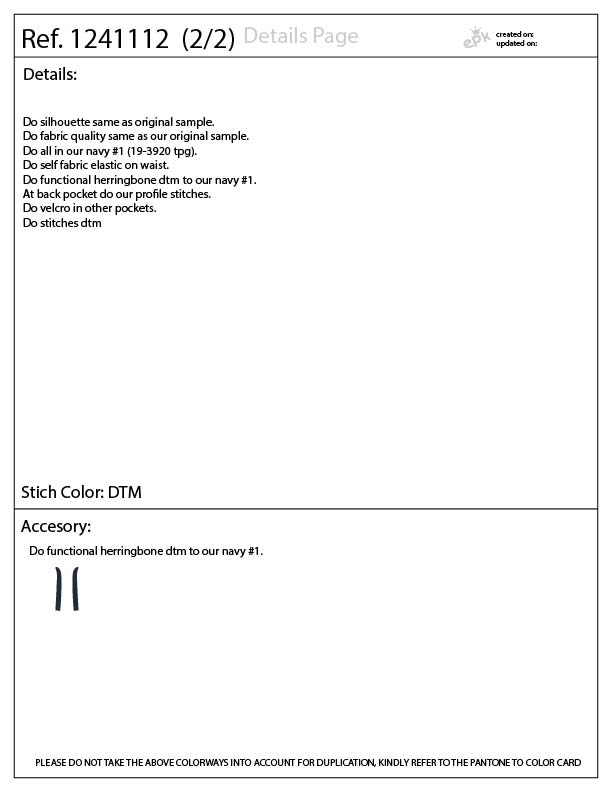 Ref. 1241112 (2/2) Details Page
epk
created on:
updated on:
Details:
Do silhouette same as original sample.
Do fabric quality same as our original sample.
Do all in our navy #1 (19-3920 tpg).
Do self fabric elastic on waist.
Do functional herringbone dtm to our navy #1.
At back pocket do our profile stitches.
Do velcro in other pockets.
Do stitches dtm
Stich Color: DTM
Accesory:
Do functional herringbone dtm to our navy #1.
PLEASE DO NOT TAKE THE ABOVE COLORWAYS INTO ACCOUNT FOR DUPLICATION, KINDLY REFER TO THE PANTONE TO COLOR CARD